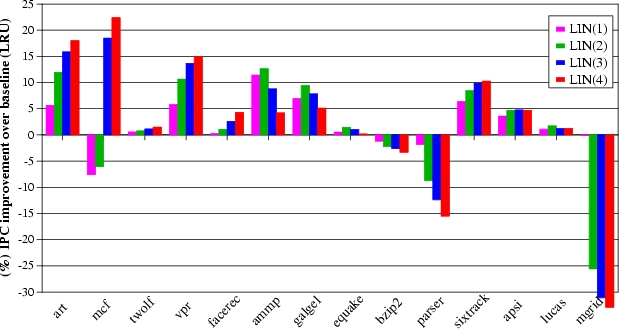 (%) IPC improvement over baseline (LRU)
25
20
15
10
5
0
-5
-10
-15
-20
-25
-30
LIN(1)
LIN(2)
LIN(3)
LIN(4)
art
mcf
twolf
vpr
facerec
ammp
galgel
equake
bzip2
parser
sixtrack
apsi
lucas
mgrid